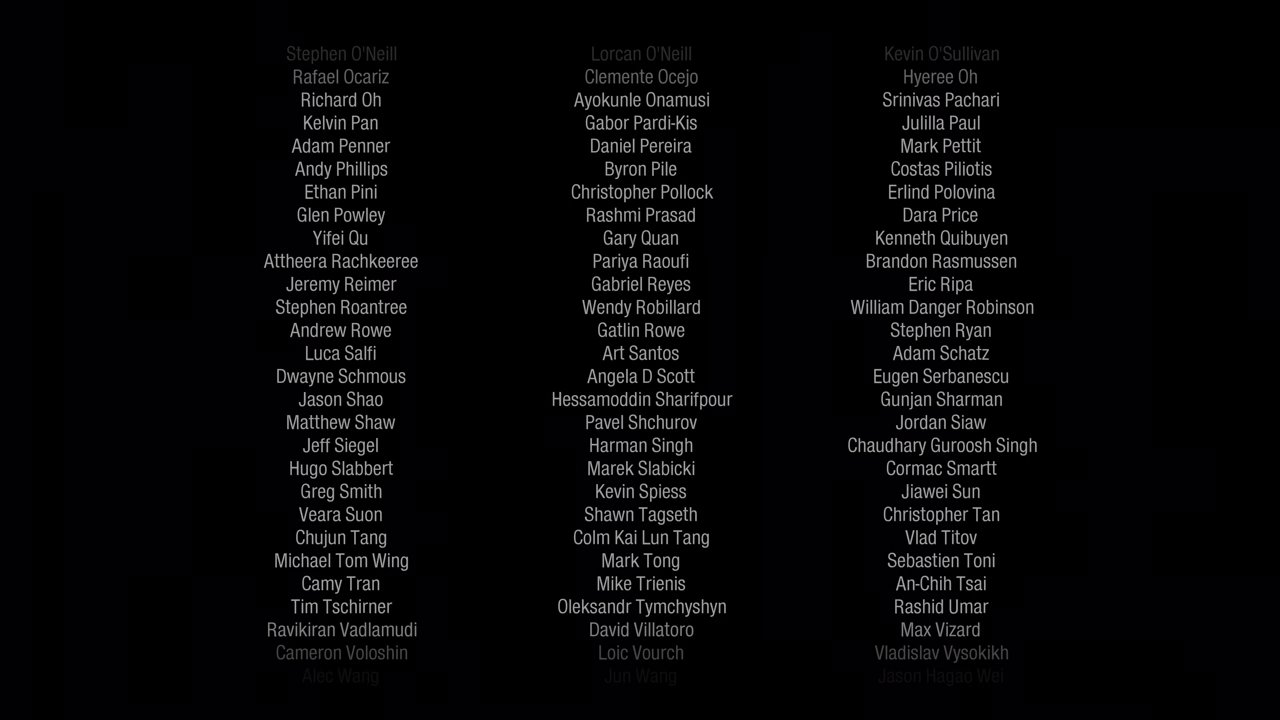 Stephen O'Neill Lorcan O'Neill Kevin O'Sullivan
Rafael Ocariz Clemente Ocejo Hyeree Oh
Richard Oh Ayokunle Onamusi Srinivas Pachari
Kelvin Pan Gabor Pardi-Kis Julilla Paul
Adam Penner Daniel Pereira Mark Pettit
Andy Phillips Byron Pile Costas Piliotis
Ethan Pini Christopher Pollock Erlind Polovina
Glen Powley Rashmi Prasad Dara Price
Yifei Qu Gary Quan Kenneth Quibuyen
Attheera Rachkeeree Pariya Raoufi Brandon Rasmussen
Jeremy Reimer Gabriel Reyes Eric Ripa
Stephen Roantree Wendy Robillard William Danger Robinson
Andrew Rowe Gatlin Rowe Stephen Ryan
Luca Salfi Art Santos Adam Schatz
Dwayne Schmous Angela D Scott Eugen Serbanescu
Jason Shao Hessamoddin Sharifpour Gunjan Sharman
Matthew Shaw Pavel Shchurov Jordan Siaw
Jeff Siegel Harman Singh Chaudhary Guroosh Singh
Hugo Slabbert Marek Slabicki Cormac Smartt
Greg Smith Kevin Spiess Jiawei Sun
Veara Suon Shawn Tagseth Christopher Tan
Chujun Tang Colm Kai Lun Tang Vlad Titov
Michael Tom Wing Mark Tong Sebastien Toni
Camy Tran Mike Trienis An-Chih Tsai
Tim Tschirner Oleksandr Tymchyshyn Rashid Umar
Ravikiran Vadlamudi David Villatoro Max Vizard
Cameron Voloshin Loic Vourch Vladislav Vysokikh
Alec Wang Jun Wang Jason Hagao Wei